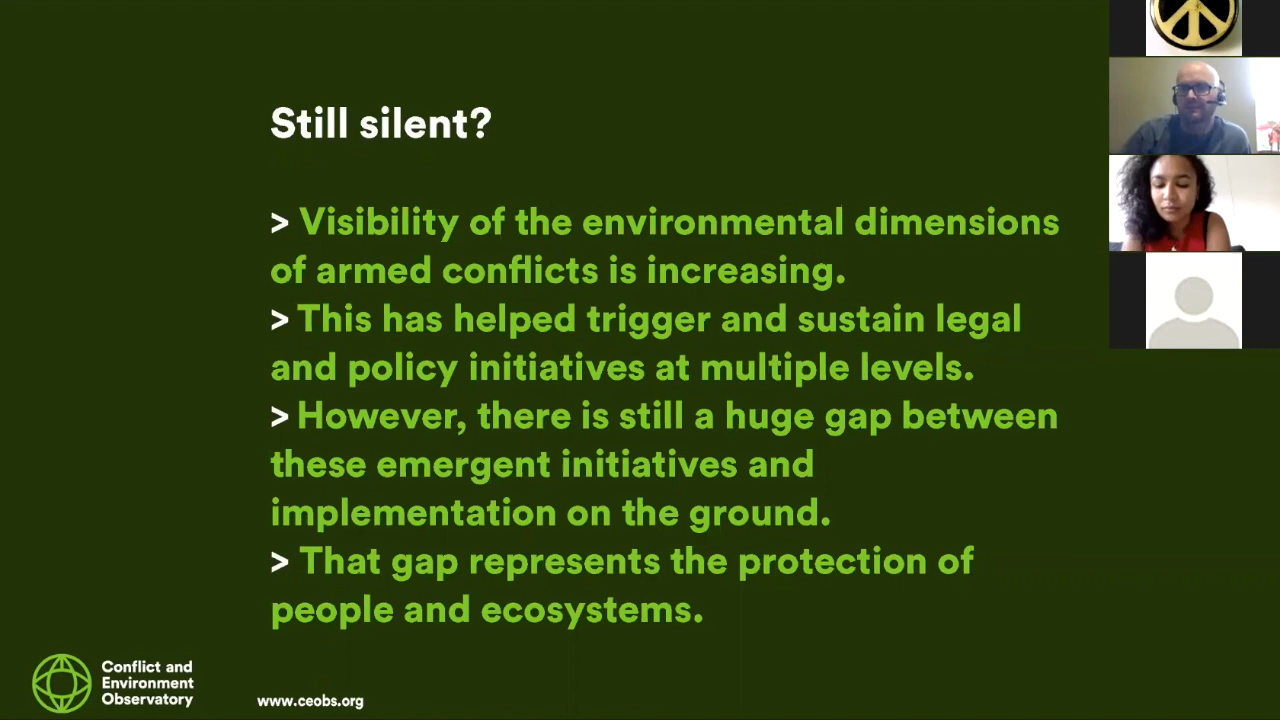 Still silent?
> Visibility of the environmental dimensions
of armed conflicts is increasing.
> This has helped trigger and sustain legal
and policy initiatives at multiple levels.
> However, there is still a huge gap between
these emergent initiatives and
implementation on the ground.
> That gap represents the protection of
people and ecosystems.
Conflict and
Environment
Observatory
www.ceobs.org